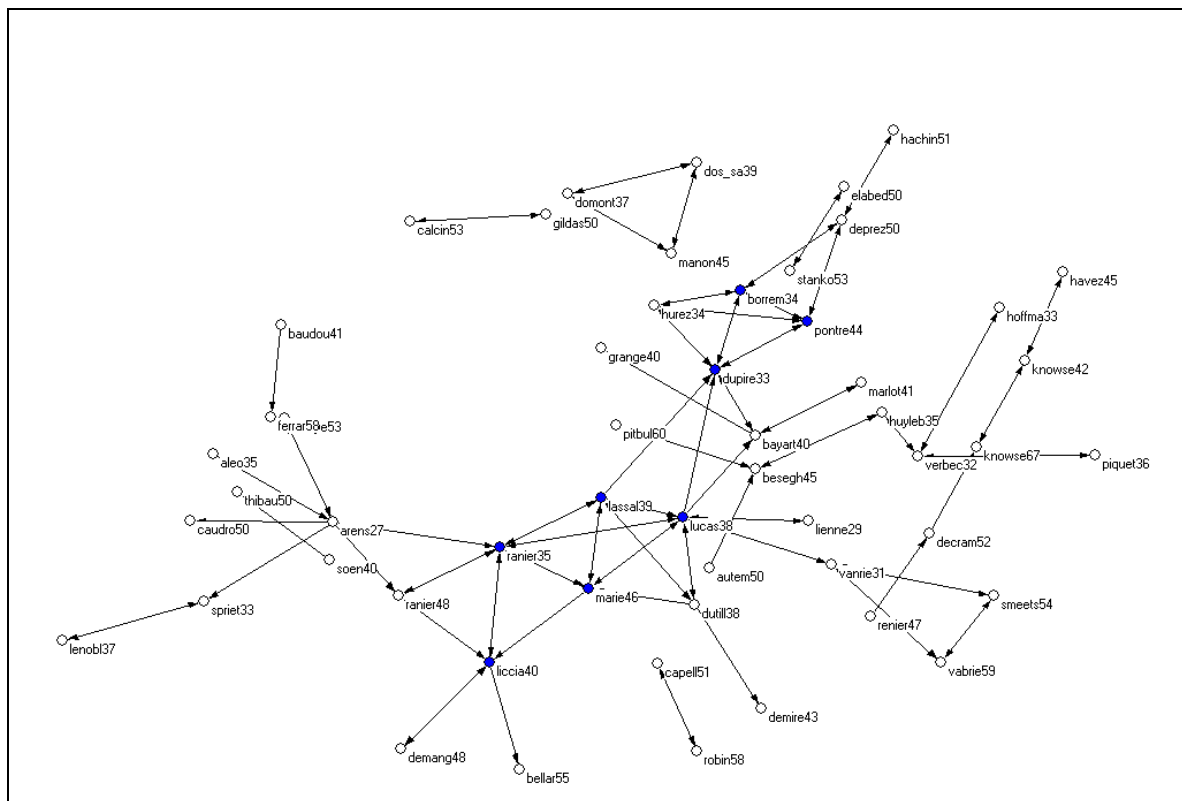 hachin51
dos_sa39
elabed50
domont37
gildas50
calcin53
deprez50
manon45
stanko53
havez45
borrem34
hurez34
hoffma33
pontre44
baudou41
grange40
knowse42
dupire33
marlot41
ferrar58
huyleb35
pitbul60
bayart40
aleo35
verbec32
knowse67
piquet36
besegh45
thibau50
lassal39
caudro50
arens27
lucas38
lienne29
decram52
soen40
ranier35
autem50
vanrie31
ranier48
marie46
smeets54
spriet33
dutill38
renier47
lenobl37
liccia40
capell51
vabrie59
demire43
demang48
robin58
bellar55